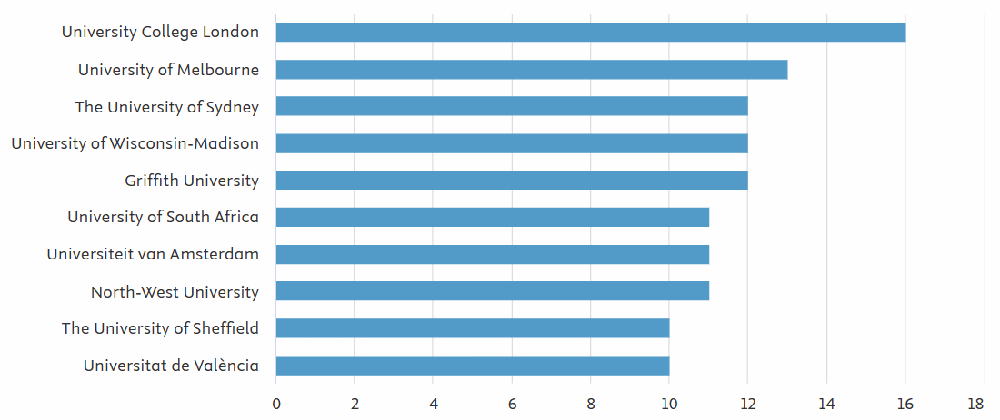 University College London
University of Melbourne
The University of Sydney
University of Wisconsin-Madison
Griffith University
University of South Africa
Universiteit van Amsterdam
North-West University
The University of Sheffield
Universitat de València
0 2 4 6 8 10 12 14 16 18